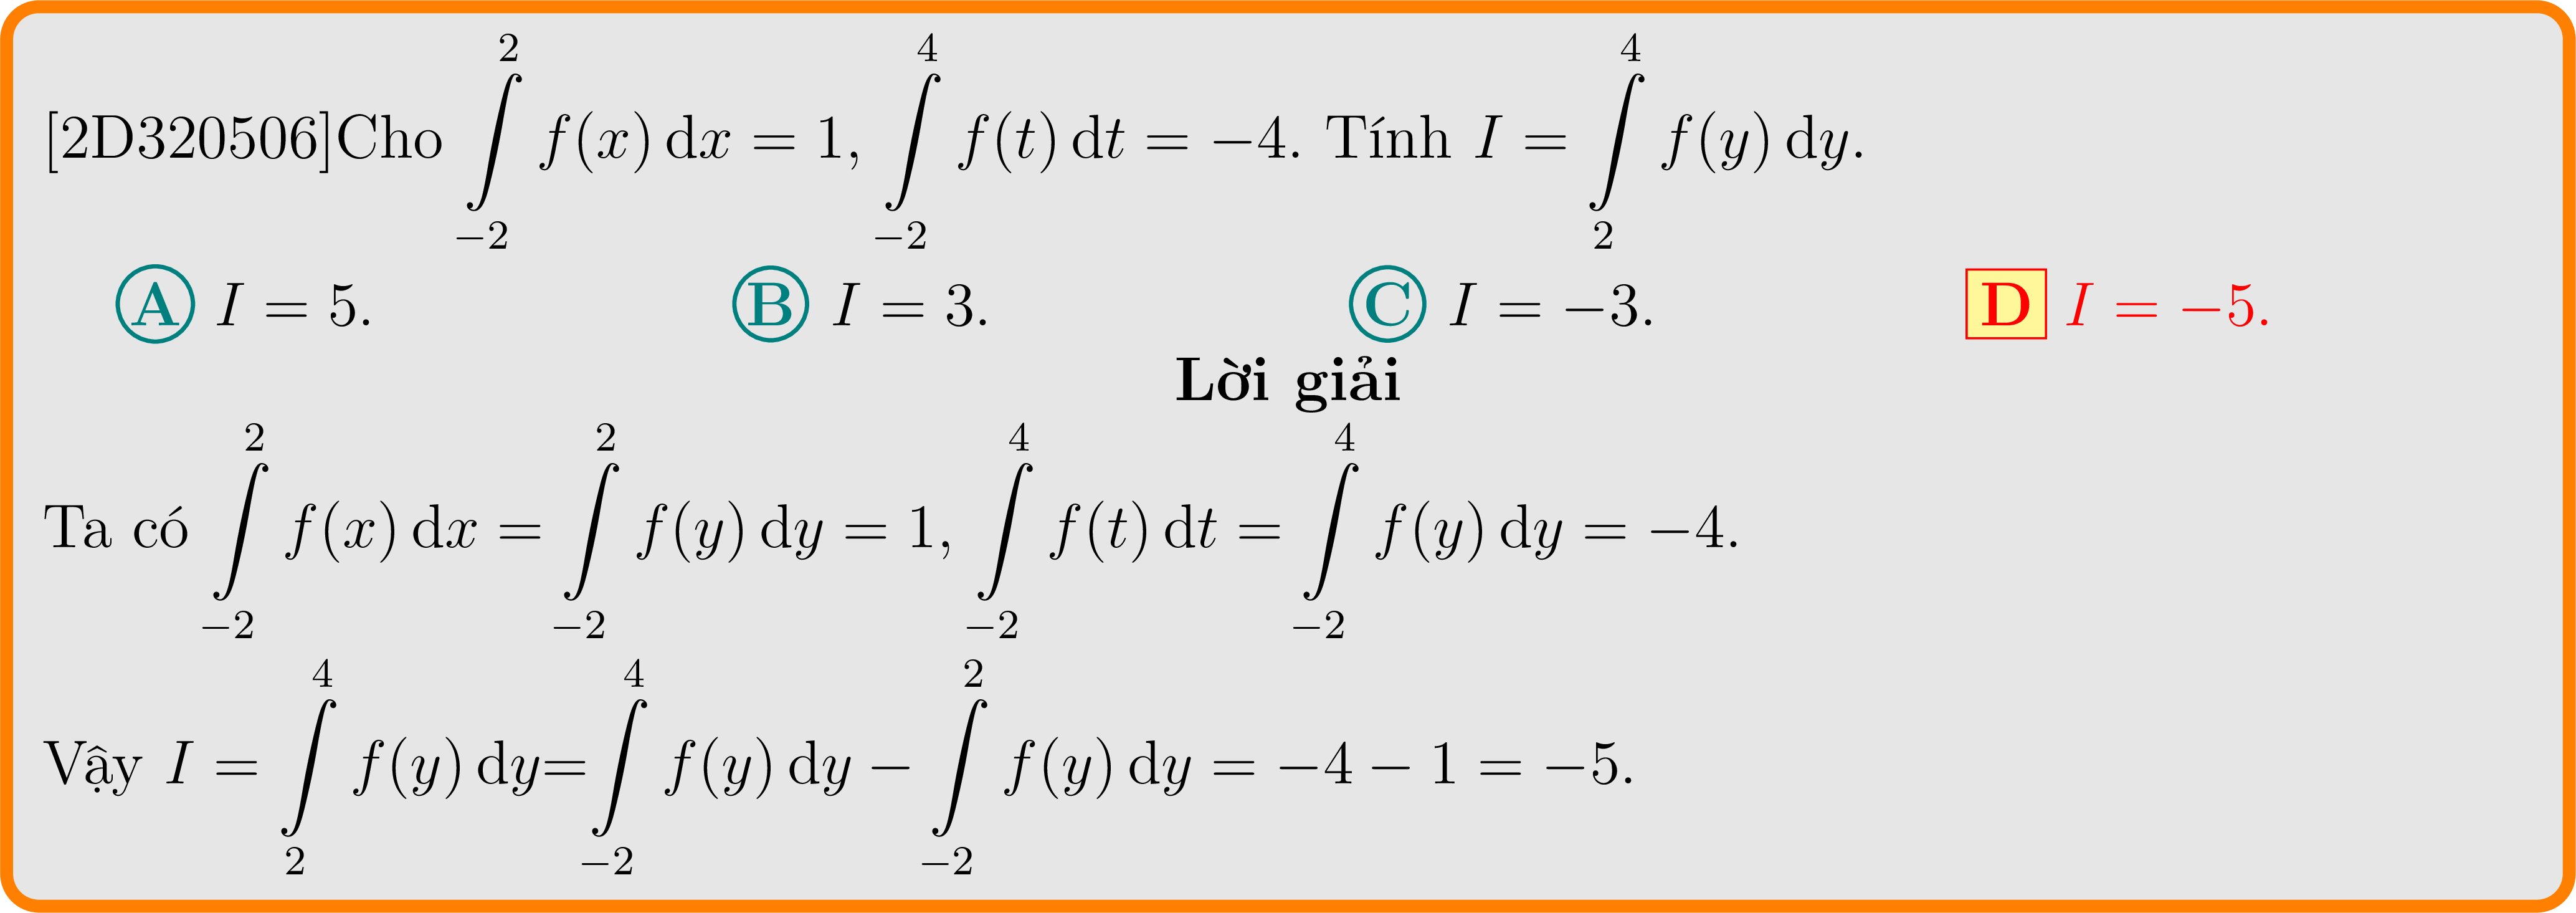 [2D320506]Cho $\int\limits_{-2}^{2} f(x)\,\mathrm{d}x = 1$, $\int\limits_{-2}^{4} f(t)\,\mathrm{d}t = -4$. Tính $I = \int\limits_{2}^{4} f(y)\,\mathrm{d}y$.
A $I = 5$. B $I = 3$. C $I = -3$. D $I = -5$.
Lời giải
Ta có $\int\limits_{-2}^{2} f(x)\,\mathrm{d}x = \int\limits_{-2}^{2} f(y)\,\mathrm{d}y = 1$, $\int\limits_{-2}^{4} f(t)\,\mathrm{d}t = \int\limits_{-2}^{4} f(y)\,\mathrm{d}y = -4$.
Vậy $I = \int\limits_{2}^{4} f(y)\,\mathrm{d}y = \int\limits_{-2}^{4} f(y)\,\mathrm{d}y - \int\limits_{-2}^{2} f(y)\,\mathrm{d}y = -4 - 1 = -5$.